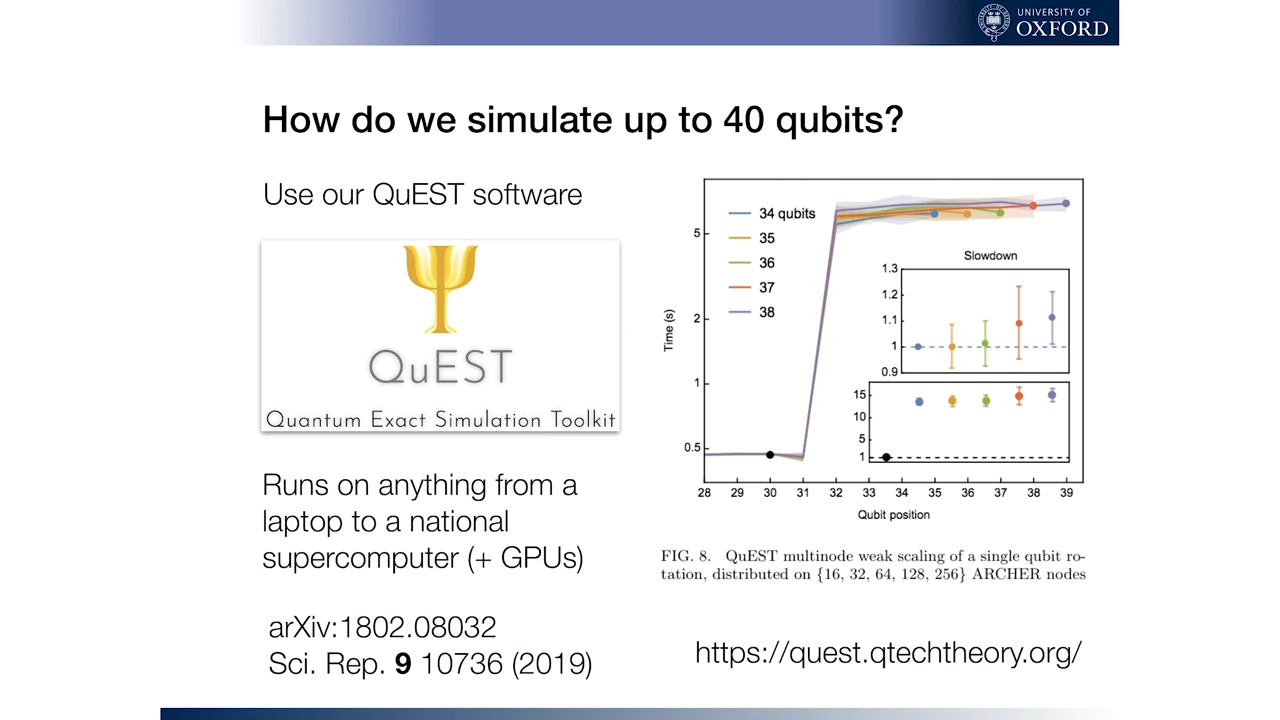 UNIVERSITY OF
OXFORD
How do we simulate up to 40 qubits?
Use our QuEST software
QuEST
Quantum Exact Simulation Toolkit
Runs on anything from a
laptop to a national
supercomputer (+ GPUs)
arXiv:1802.08032
Sci. Rep. 9 10736 (2019)
34 qubits
35
36
37
38
Time (s)
5
2
1
0.5
28 29 30 31 32 33 34 35 36 37 38 39
Qubit position
Slowdown
1.3
1.2
1.1
1
0.9
15
10
5
1
FIG. 8. QuEST multinode weak scaling of a single qubit ro-
tation, distributed on {16, 32, 64, 128, 256} ARCHER nodes
https://quest.qtechtheory.org/